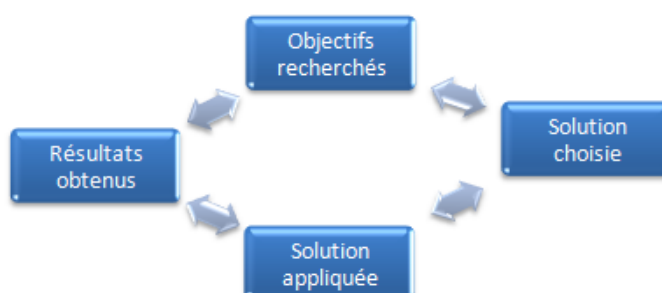 Objectifs
recherchés
Solution
choisie
Résultats
obtenus
Solution
appliquée